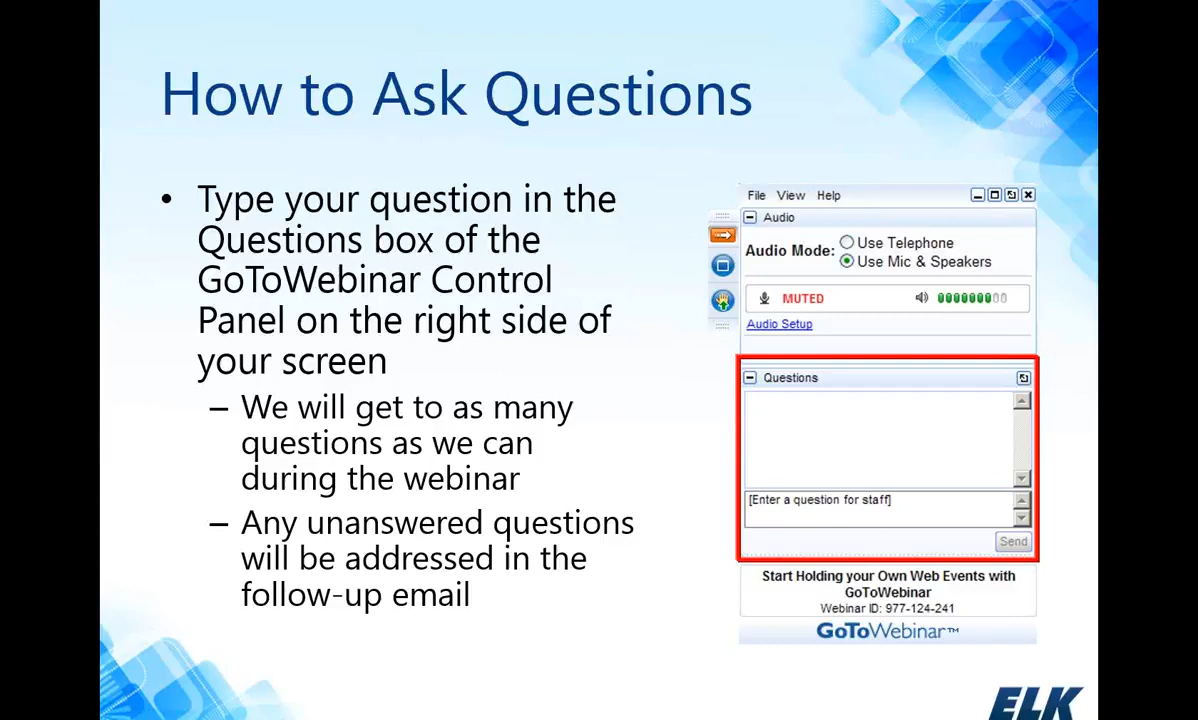 How to Ask Questions
• Type your question in the
Questions box of the
GoToWebinar Control
Panel on the right side of
your screen
– We will get to as many
questions as we can
during the webinar
– Any unanswered questions
will be addressed in the
follow-up email
File View Help
Audio
Audio Mode: Use Telephone
Use Mic & Speakers
MUTED
Audio Setup
Questions
[Enter a question for staff]
Send
Start Holding your Own Web Events with
GoToWebinar
Webinar ID: 977-124-241
GoToWebinar™
ELK